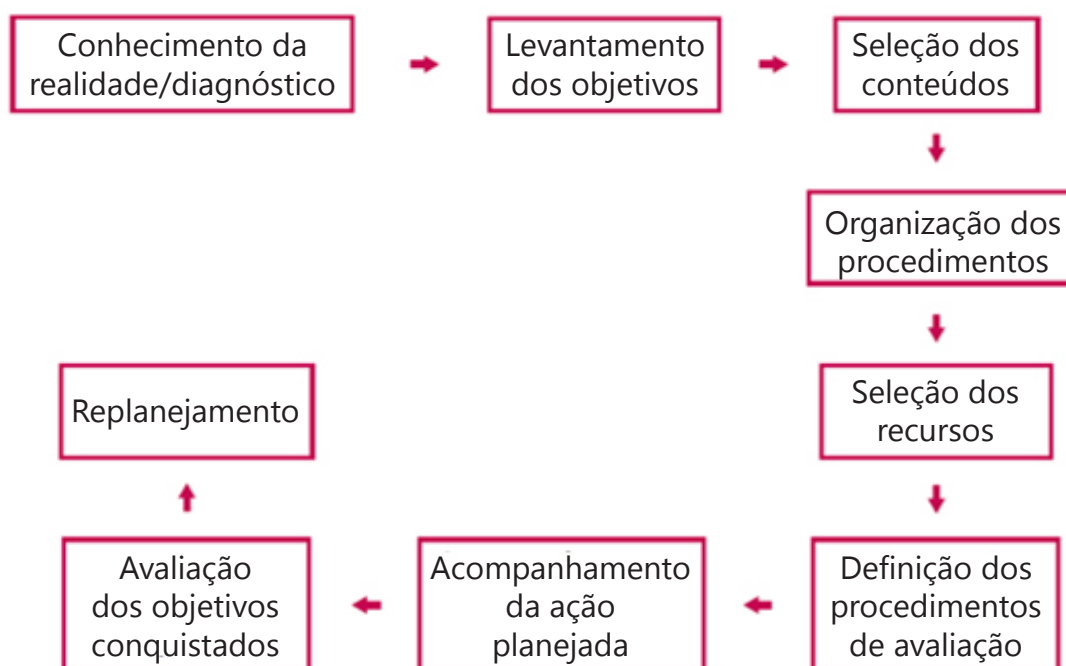 Conhecimento da
realidade/diagnóstico
Levantamento
dos objetivos
Seleção dos
conteúdos
Organização dos
procedimentos
Seleção dos
recursos
Definição dos
procedimentos
de avaliação
Acompanhamento
da ação
planejada
Avaliação
dos objetivos
conquistados
Replanejamento